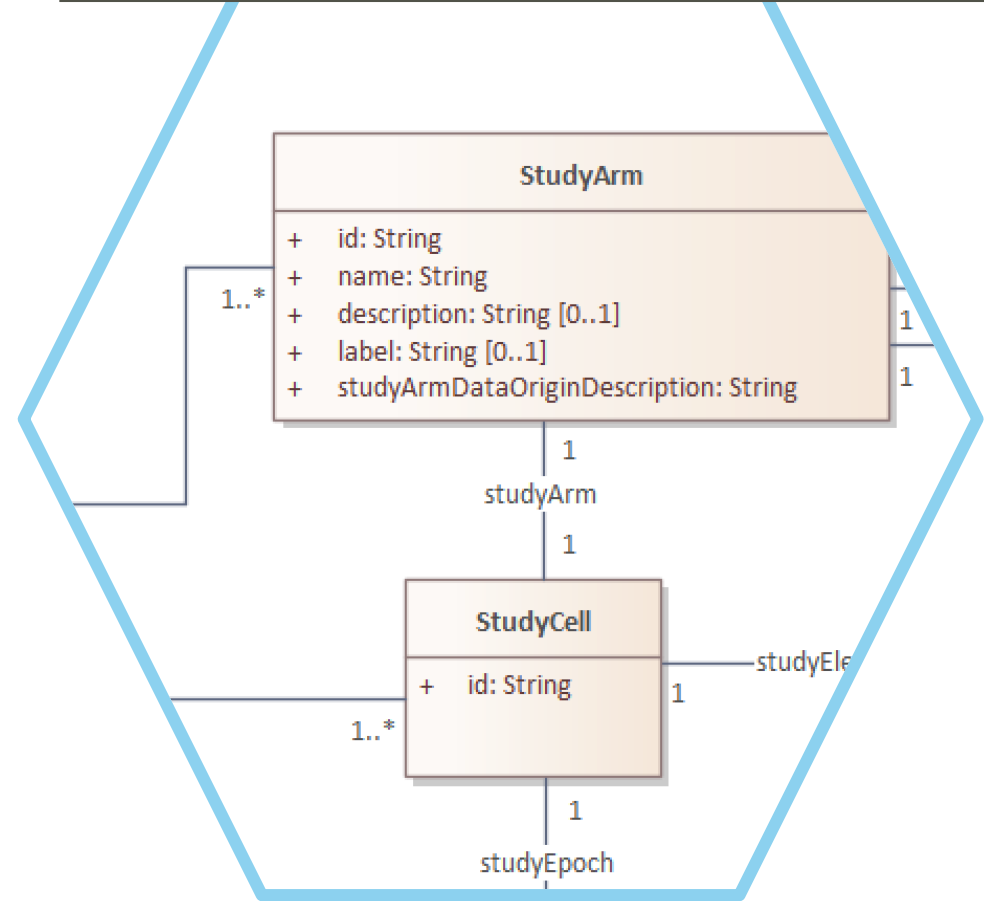 StudyArm
+ id: String
+ name: String
+ description: String [0..1]
+ label: String [0..1]
+ studyArmDataOriginDescription: String
1..*
1
1
1
studyArm
1
StudyCell
+ id: String
studyEle
1
1..*
1
studyEpoch